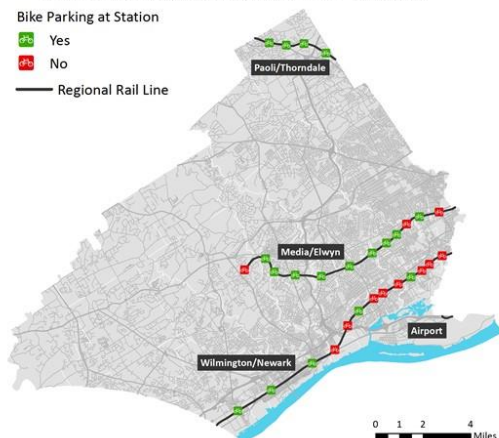 Bike Parking at Station
Yes
No
Regional Rail Line
Paoli/Thorndale
Media/Elwyn
Airport
Wilmington/Newark
0 1 2 4
Miles